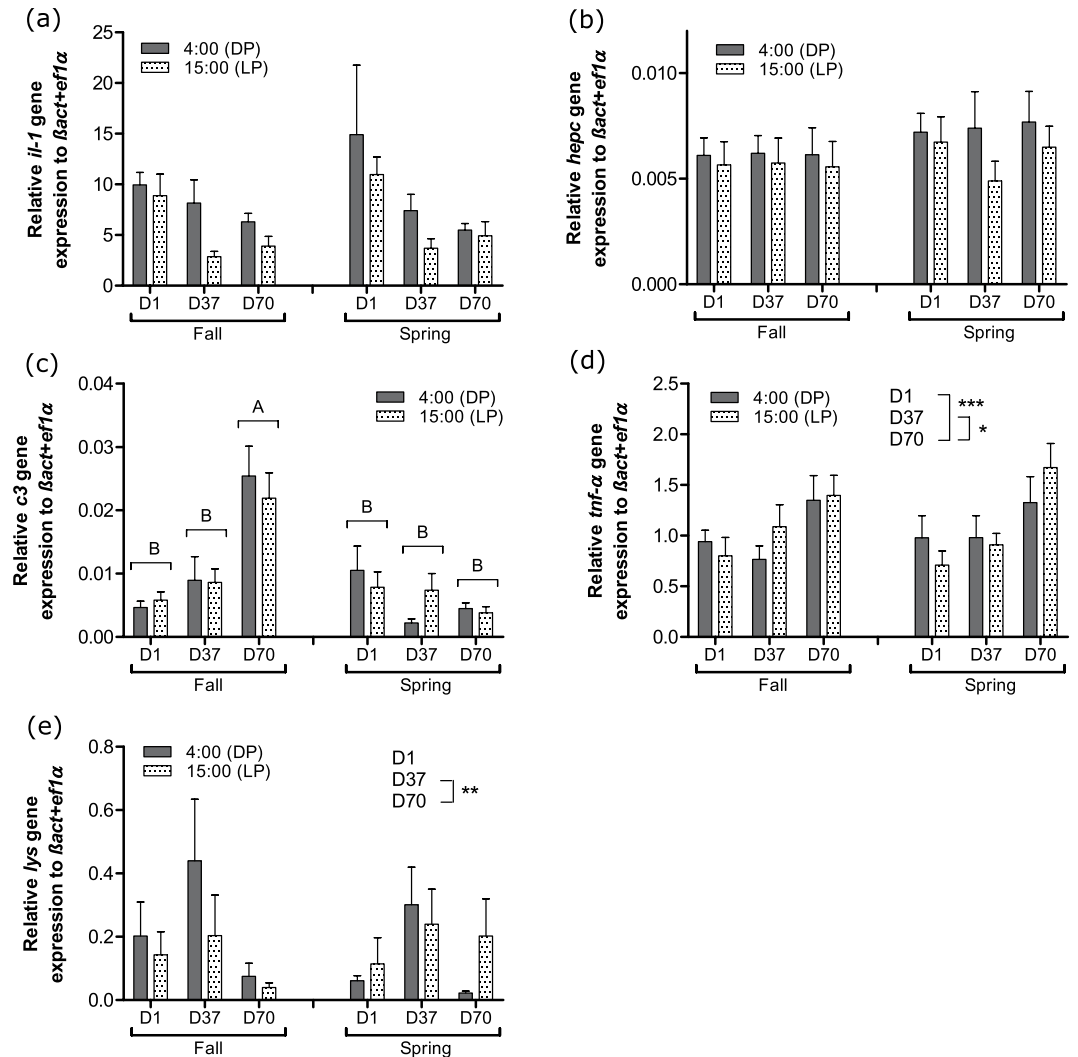 (a)
Relative il-1 gene
expression to ßact+ef1α
25
20
15
10
5
0
4:00 (DP)
15:00 (LP)
D1 D37 D70 D1 D37 D70
Fall Spring
(b)
Relative hepc gene
expression to ßact+ef1α
0.010
0.005
0.000
4:00 (DP)
15:00 (LP)
D1 D37 D70 D1 D37 D70
Fall Spring
(c)
Relative c3 gene
expression to ßact+ef1α
0.04
0.03
0.02
0.01
0.00
4:00 (DP)
15:00 (LP)
B B A B B B
D1 D37 D70 D1 D37 D70
Fall Spring
(d)
Relative tnf-α gene
expression to ßact+ef1α
2.5
2.0
1.5
1.0
0.5
0.0
4:00 (DP)
15:00 (LP)
D1
D37
D70
***
*
D1 D37 D70 D1 D37 D70
Fall Spring
(e)
Relative lys gene
expression to ßact+ef1α
0.8
0.6
0.4
0.2
0.0
4:00 (DP)
15:00 (LP)
D1
D37
D70
**
D1 D37 D70 D1 D37 D70
Fall Spring